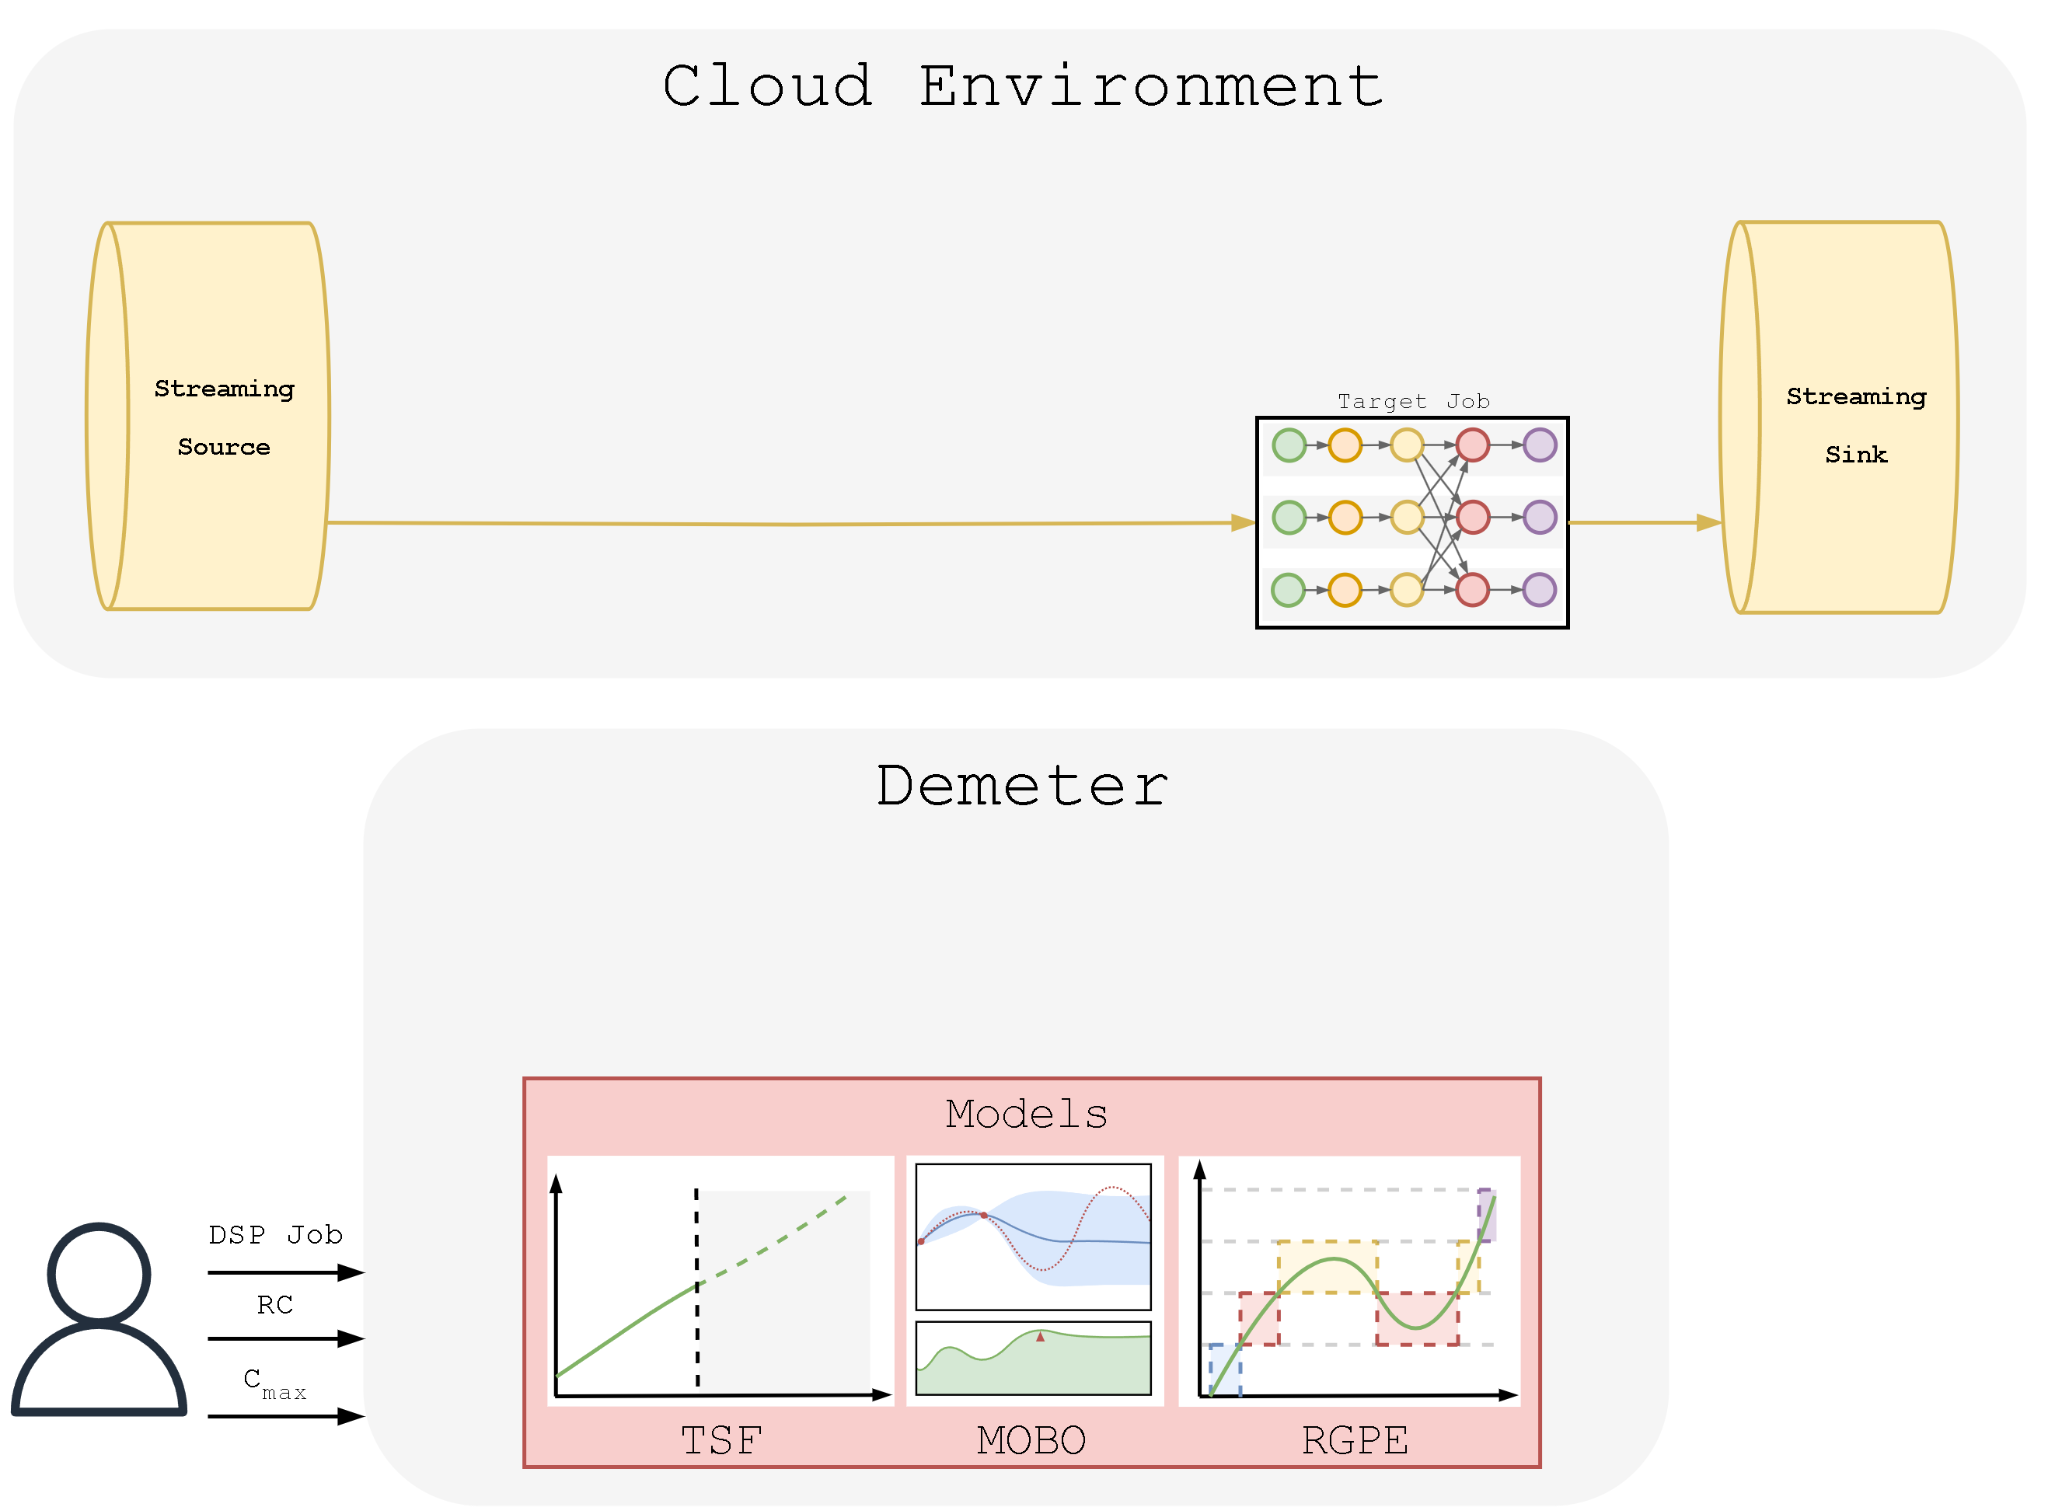 Cloud Environment
Streaming
Source
Target Job
Streaming
Sink
Demeter
Models
DSP Job
RC
Cmax
TSF
MOBO
RGPE